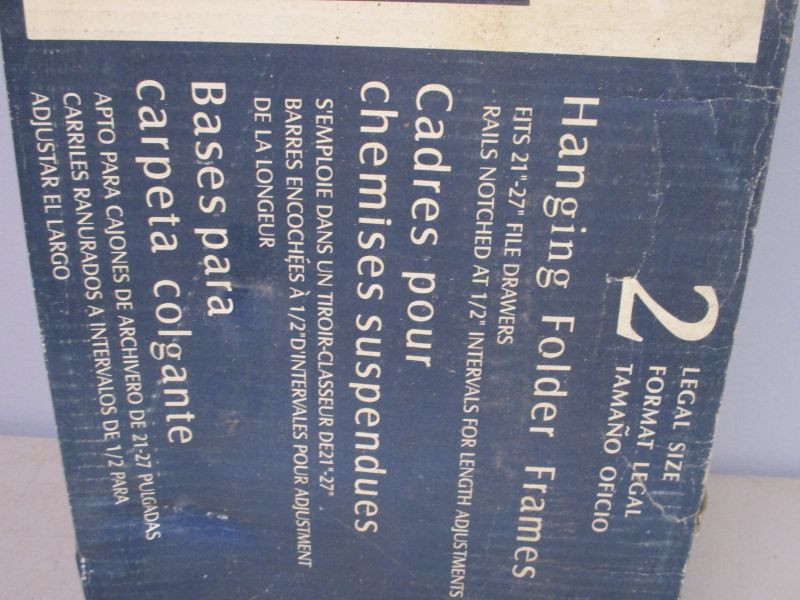 2
LEGAL SIZE
FORMAT LEGAL
TAMAÑO OFICIO
Hanging Folder Frames
FITS 21"-27" FILE DRAWERS
RAILS NOTCHED AT 1/2" INTERVALS FOR LENGTH ADJUSTMENTS
Cadres pour
chemises suspendues
S'EMPLOIE DANS UN TIROIR-CLASSEUR DE21"-27"
BARRES ENCOCHÉES À 1/2"D'INTERVALES POUR ADJUSTMENT
DE LA LONGEUR
Bases para
carpeta colgante
APTO PARA CAJONES DE ARCHIVERO DE 21-27 PULGADAS
CARRILES RANURADOS A INTERVALOS DE 1/2 PARA
ADJUSTAR EL LARGO